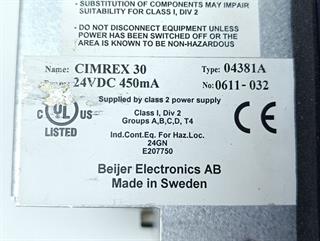 - SUBSTITUTION OF COMPONENTS MAY IMPAIR
SUITABILITY FOR CLASS I, DIV 2
- DO NOT DISCONNECT EQUIPMENT UNLESS
POWER HAS BEEN SWITCHED OFF OR THE
AREA IS KNOWN TO BE NON-HAZARDOUS
Name: CIMREX 30 Type: 04381A
24VDC 450mA No: 0611-032
Supplied by class 2 power supply
C UL US
LISTED
Class I, Div 2
Groups A,B,C,D, T4
CE
Ind.Cont.Eq. For Haz.Loc.
24GN
E207750
Beijer Electronics AB
Made in Sweden